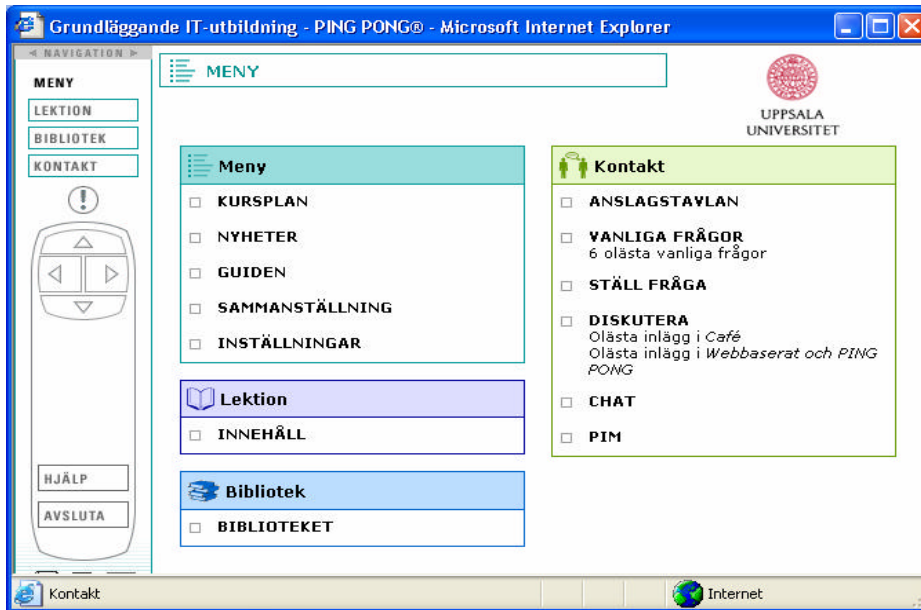 Grundläggande IT-utbildning - PING PONG® - Microsoft Internet Explorer
◄ NAVIGATION ►
MENY
LEKTION
BIBLIOTEK
KONTAKT
HJÄLP
AVSLUTA
MENY
UPPSALA
UNIVERSITET
Meny
KURSPLAN
NYHETER
GUIDEN
SAMMANSTÄLLNING
INSTÄLLNINGAR
Lektion
INNEHÅLL
Bibliotek
BIBLIOTEKET
Kontakt
ANSLAGSTAVLAN
VANLIGA FRÅGOR
6 olästa vanliga frågor
STÄLL FRÅGA
DISKUTERA
Olästa inlägg i Café
Olästa inlägg i Webbaserat och PING
PONG
CHAT
PIM
Kontakt
Internet